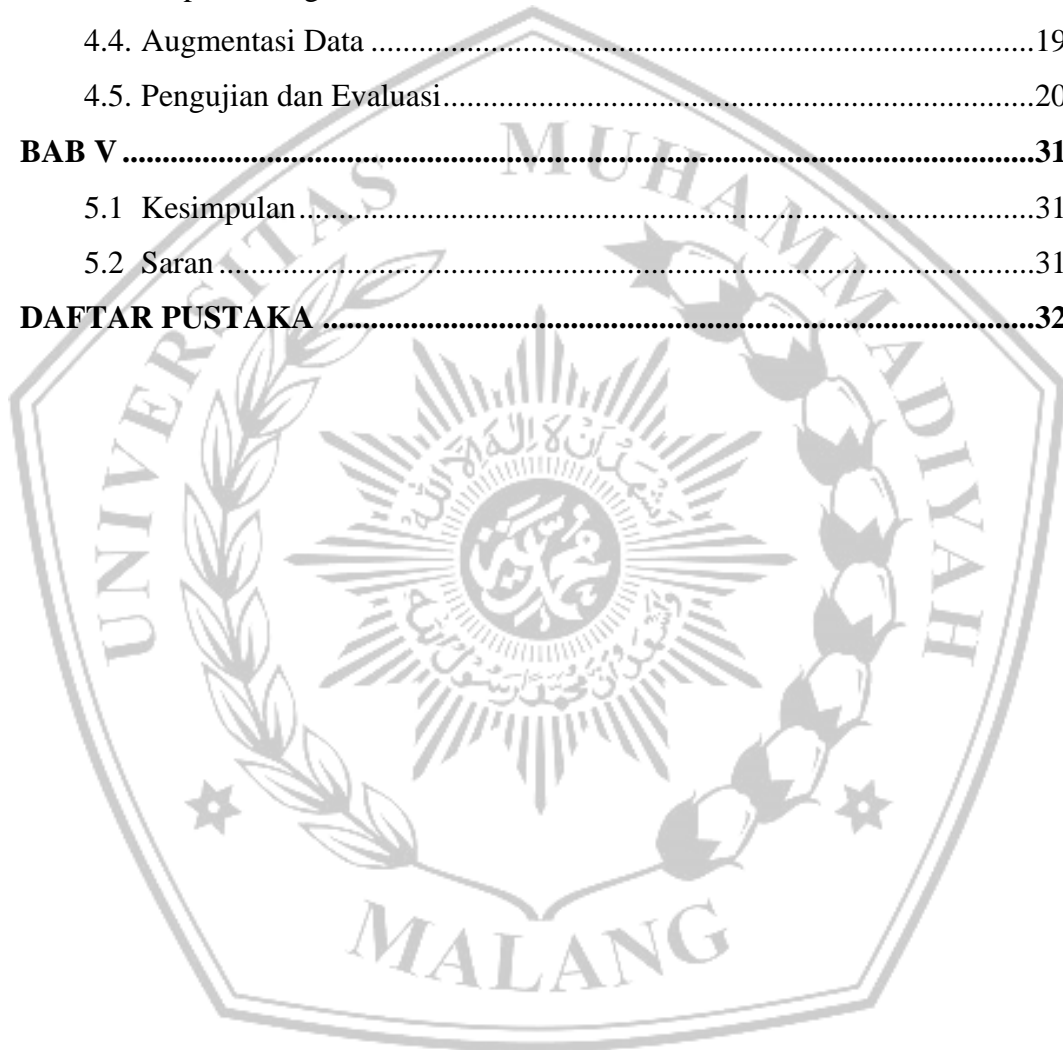 4.4. Augmentasi Data ....................................................................................19
4.5. Pengujian dan Evaluasi...........................................................................20
BAB V ...................................................................................................................31
5.1 Kesimpulan.............................................................................................31
5.2 Saran.......................................................................................................31
DAFTAR PUSTAKA ..........................................................................................32
UNIVERSITAS MUHAMMADIYAH
MALANG